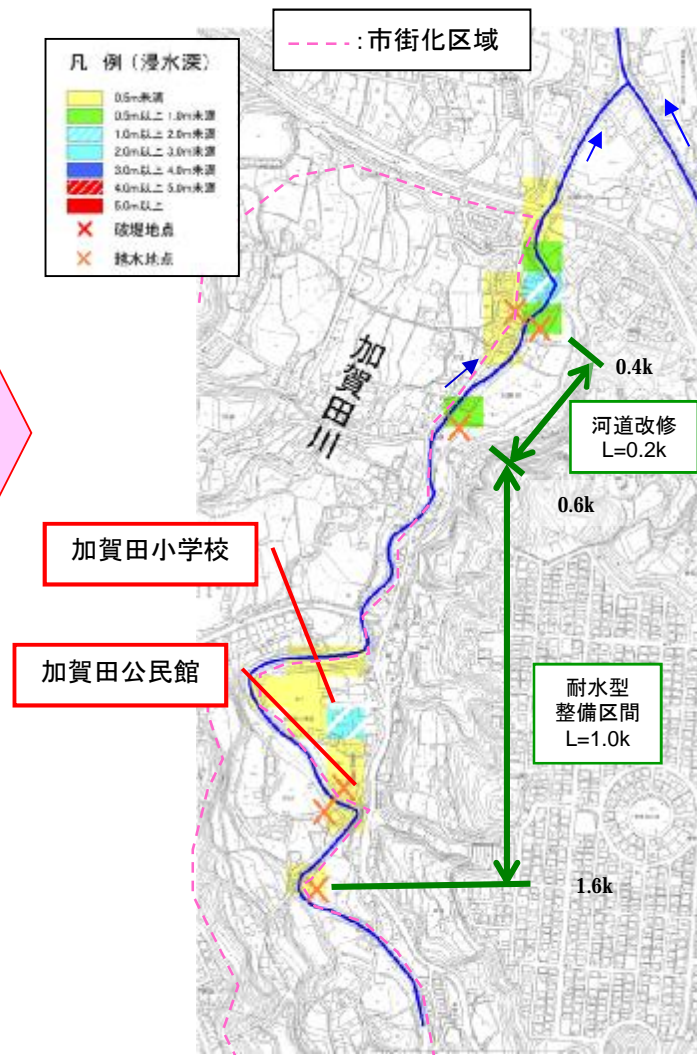 :市街化区域
凡 例(浸水深)
0.5m未満
0.5m以上 1.0m未満
1.0m以上 2.0m未満
2.0m以上 3.0m未満
3.0m以上 4.0m未満
4.0m以上 5.0m未満
5.0m以上
破堤地点
越水地点
加賀田川
0.4k
河道改修
L=0.2k
0.6k
加賀田小学校
加賀田公民館
耐水型
整備区間
L=1.0k
1.6k